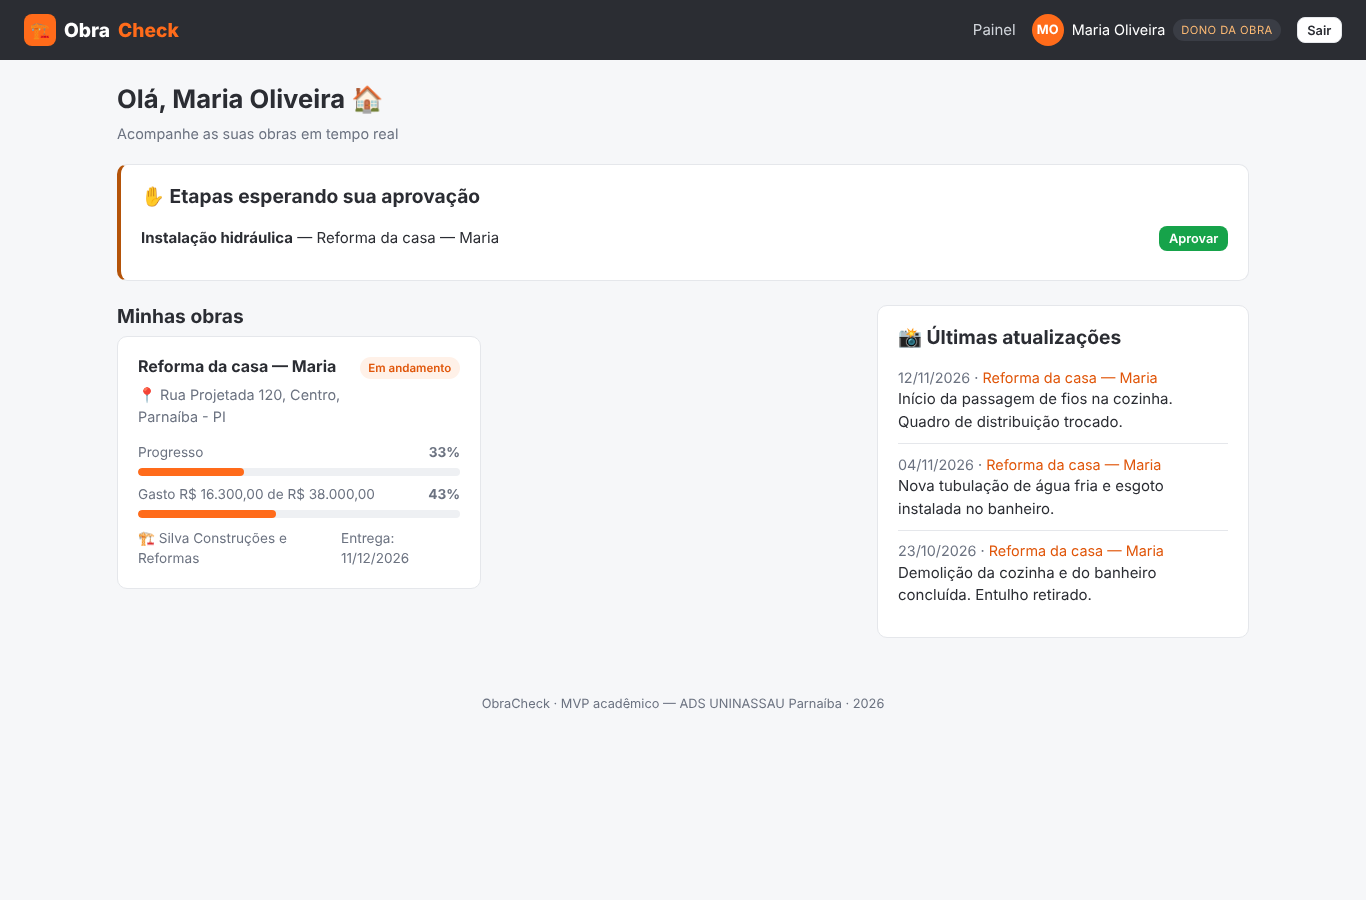 Obra Check
Painel
MO
Maria Oliveira
DONO DA OBRA
Sair
Olá, Maria Oliveira 🏠
Acompanhe as suas obras em tempo real
✋ Etapas esperando sua aprovação
Instalação hidráulica — Reforma da casa — Maria
Aprovar
Minhas obras
Reforma da casa — Maria
Em andamento
📍 Rua Projetada 120, Centro,
Parnaíba - PI
Progresso 33%
Gasto R$ 16.300,00 de R$ 38.000,00 43%
🏗️ Silva Construções e
Reformas
Entrega:
11/12/2026
📸 Últimas atualizações
12/11/2026 · Reforma da casa — Maria
Início da passagem de fios na cozinha.
Quadro de distribuição trocado.
04/11/2026 · Reforma da casa — Maria
Nova tubulação de água fria e esgoto
instalada no banheiro.
23/10/2026 · Reforma da casa — Maria
Demolição da cozinha e do banheiro
concluída. Entulho retirado.
ObraCheck · MVP acadêmico — ADS UNINASSAU Parnaíba · 2026